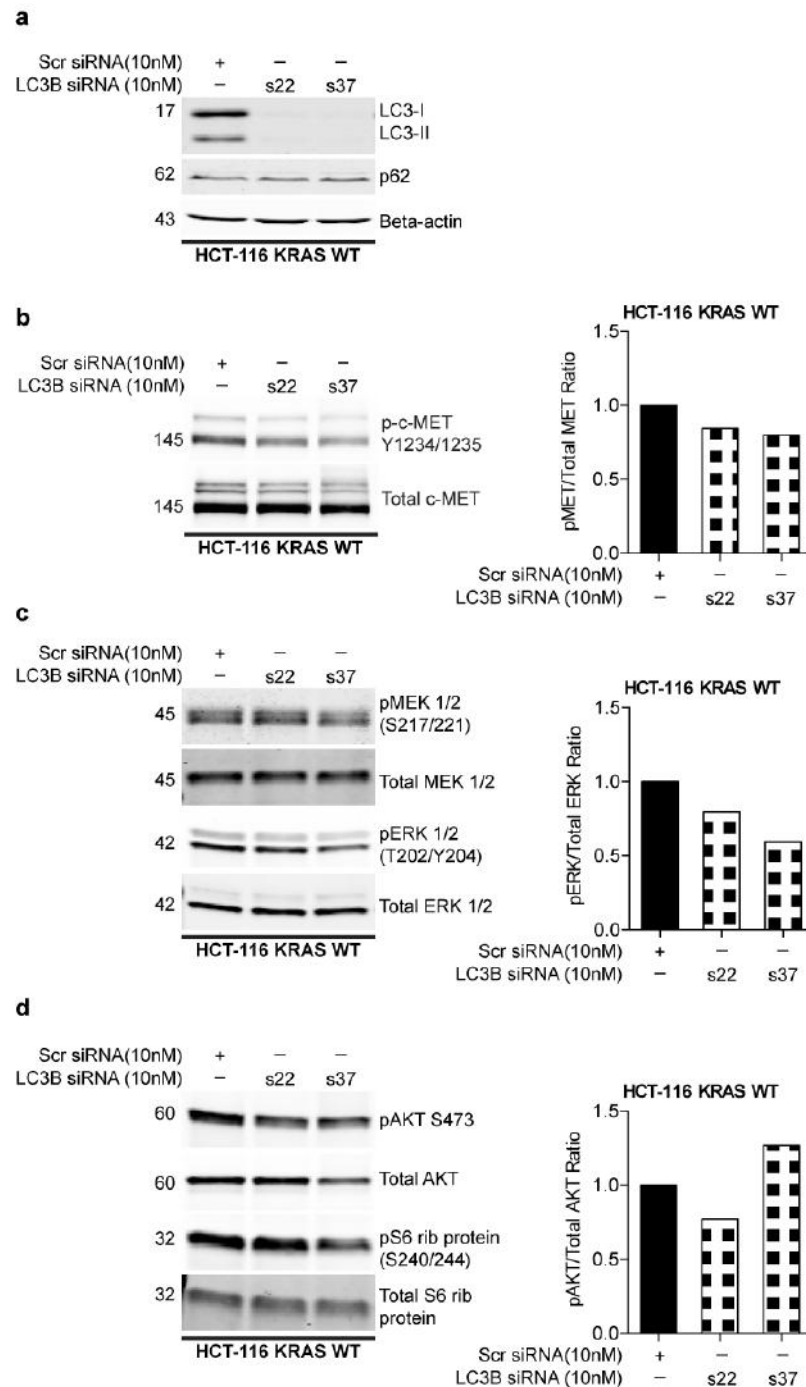 a
Scr siRNA(10nM) + – –
LC3B siRNA (10nM) – s22 s37
17 LC3-I
LC3-II
62 p62
43 Beta-actin
HCT-116 KRAS WT
b
Scr siRNA(10nM) + – –
LC3B siRNA (10nM) – s22 s37
p-c-MET
145 Y1234/1235
145 Total c-MET
HCT-116 KRAS WT
HCT-116 KRAS WT
pMET/Total MET Ratio
1.5
1.0
0.5
0.0
Scr siRNA(10nM) + – –
LC3B siRNA (10nM) – s22 s37
c
Scr siRNA(10nM) + – –
LC3B siRNA (10nM) – s22 s37
45 pMEK 1/2
(S217/221)
45 Total MEK 1/2
42 pERK 1/2
(T202/Y204)
42 Total ERK 1/2
HCT-116 KRAS WT
HCT-116 KRAS WT
pERK/Total ERK Ratio
1.5
1.0
0.5
0.0
Scr siRNA(10nM) + – –
LC3B siRNA (10nM) – s22 s37
d
Scr siRNA(10nM) + – –
LC3B siRNA (10nM) – s22 s37
60 pAKT S473
60 Total AKT
32 pS6 rib protein
(S240/244)
32 Total S6 rib
protein
HCT-116 KRAS WT
HCT-116 KRAS WT
pAKT/Total AKT Ratio
1.5
1.0
0.5
0.0
Scr siRNA(10nM) + – –
LC3B siRNA (10nM) – s22 s37